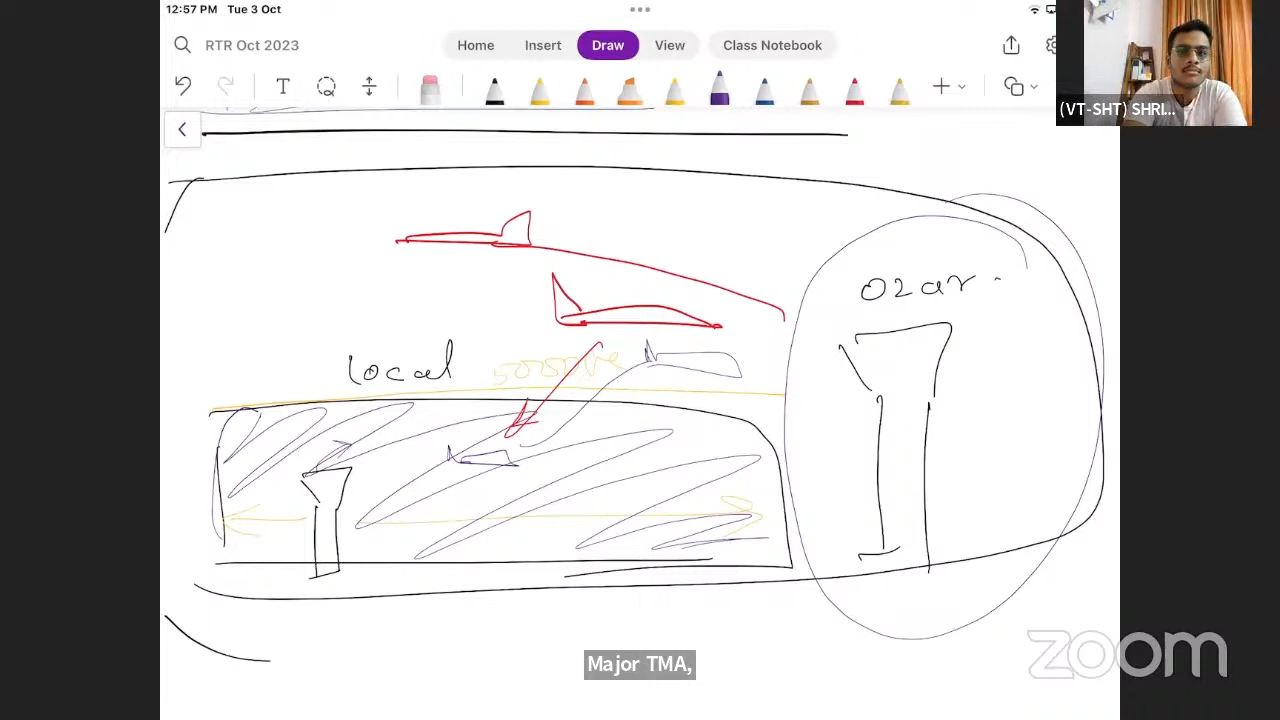 12:57 PM Tue 3 Oct
RTR Oct 2023
Home Insert Draw View Class Notebook
(VT-SHT) SHRI...
ozar
local
Major TMA,
zoom